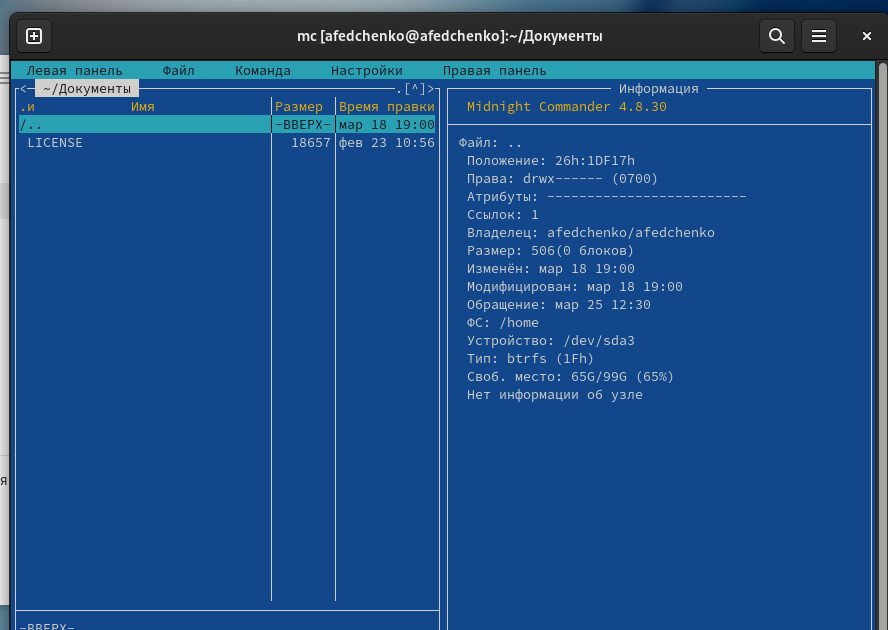 mc [afedchenko@afedchenko]:~/Документы
Левая панель Файл Команда Настройки Правая панель
<— ~/Документы .[^]>
.и Имя Размер Время правки
/.. -ВВЕРХ- мар 18 19:00
LICENSE 18657 фев 23 10:56
-ВВЕРХ-
Информация
Midnight Commander 4.8.30
Файл: ..
Положение: 26h:1DF17h
Права: drwx------ (0700)
Атрибуты: -------------------------
Ссылок: 1
Владелец: afedchenko/afedchenko
Размер: 506(0 блоков)
Изменён: мар 18 19:00
Модифицирован: мар 18 19:00
Обращение: мар 25 12:30
ФС: /home
Устройство: /dev/sda3
Тип: btrfs (1Fh)
Своб. место: 65G/99G (65%)
Нет информации об узле
я